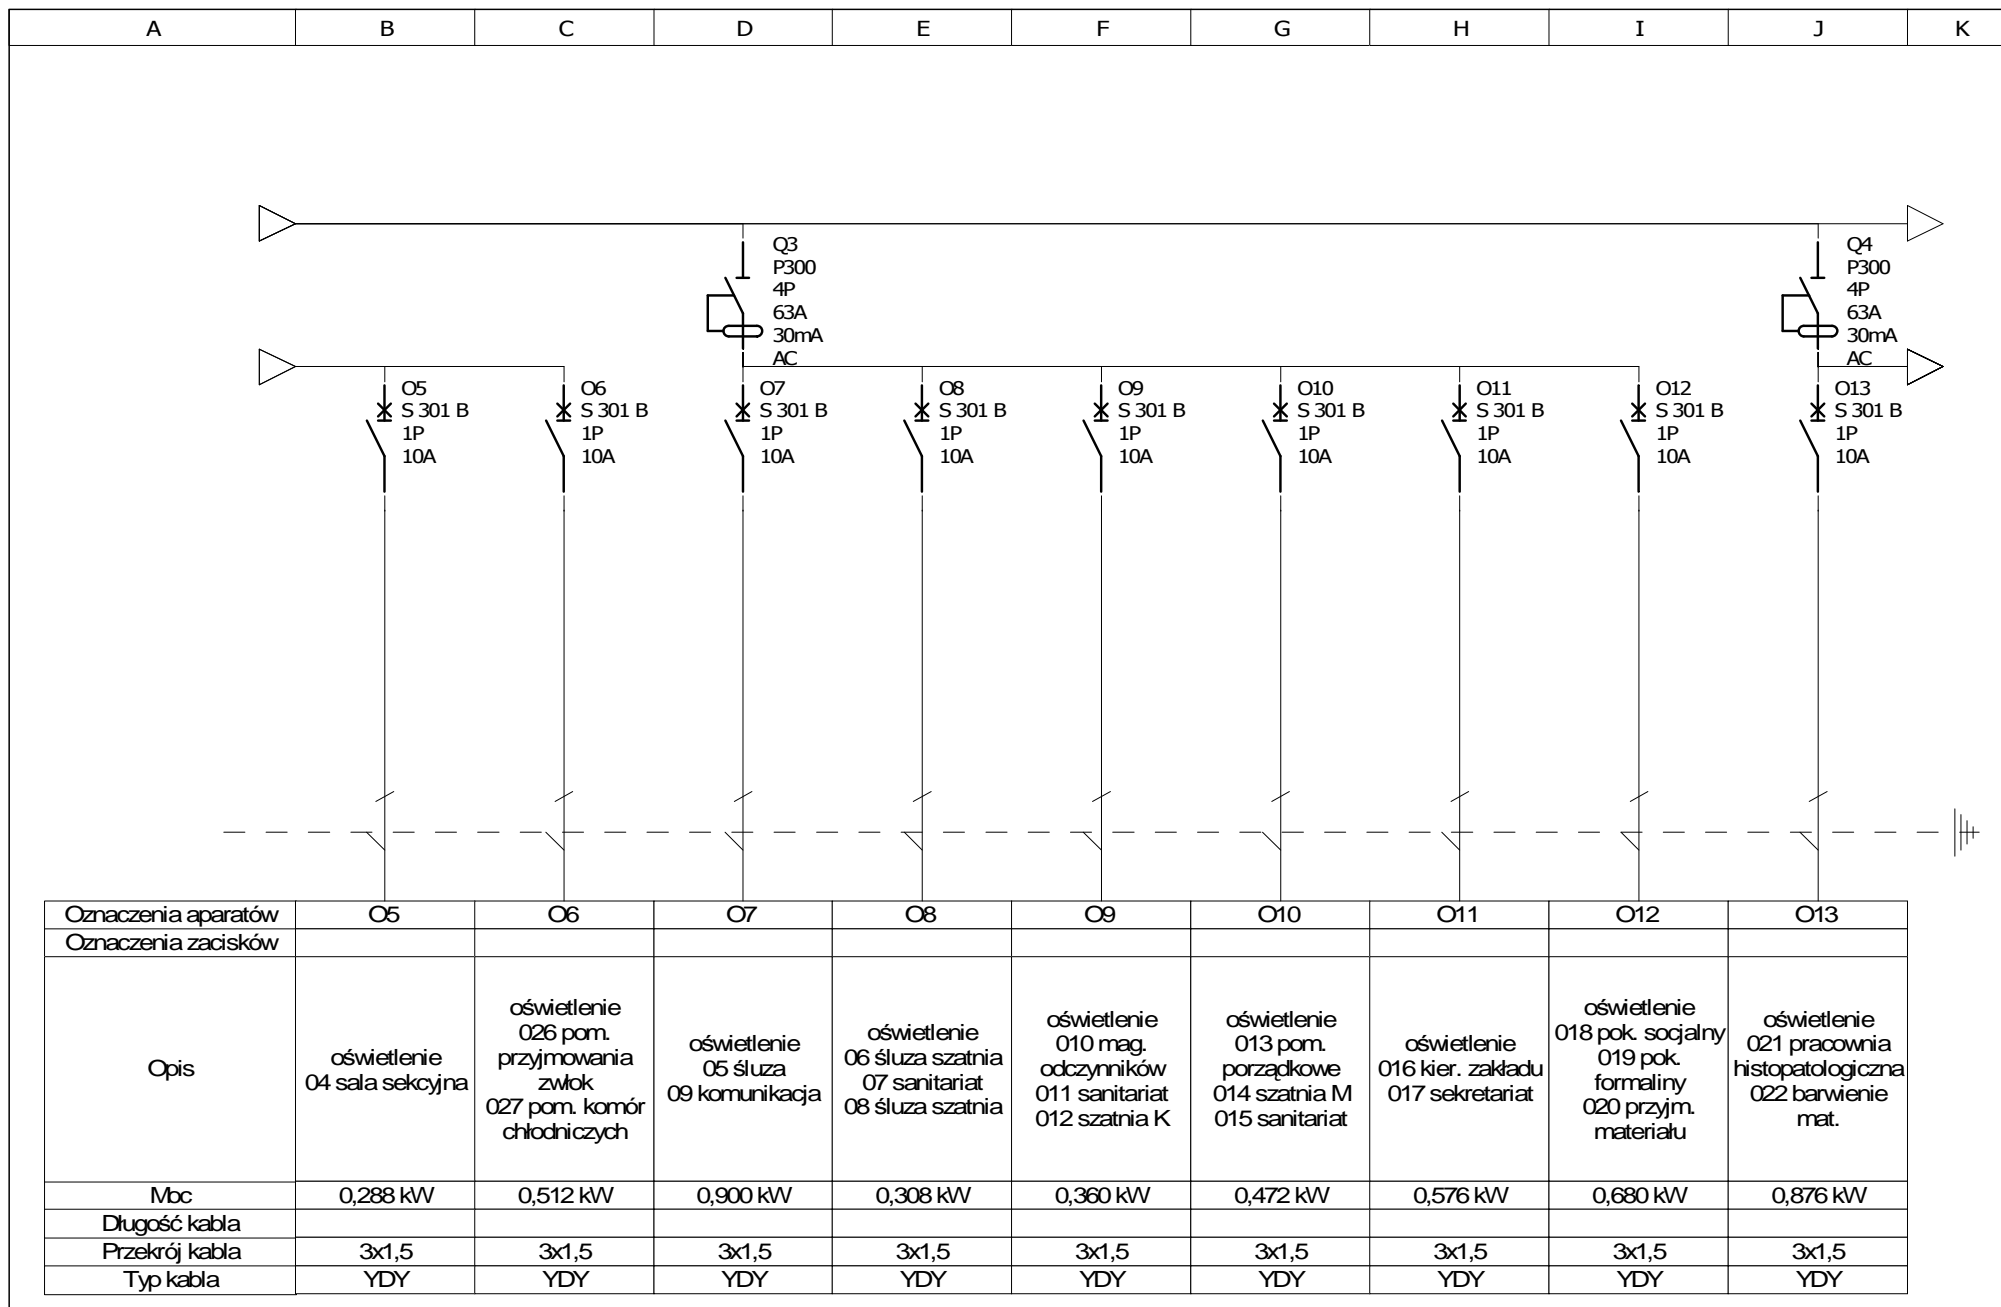 A B C D E F G H I J K
Q3
P300
4P
63A
30mA
AC
Q4
P300
4P
63A
30mA
AC
O5
S 301 B
1P
10A
O6
S 301 B
1P
10A
O7
S 301 B
1P
10A
O8
S 301 B
1P
10A
O9
S 301 B
1P
10A
O10
S 301 B
1P
10A
O11
S 301 B
1P
10A
O12
S 301 B
1P
10A
O13
S 301 B
1P
10A
Oznaczenia aparatów O5 O6 O7 O8 O9 O10 O11 O12 O13
Oznaczenia zacisków
Opis
oświetlenie
04 sala sekcyjna
oświetlenie
026 pom.
przyjmowania
zwłok
027 pom. komór
chłodniczych
oświetlenie
05 śluza
09 komunikacja
oświetlenie
06 śluza szatnia
07 sanitariat
08 śluza szatnia
oświetlenie
010 mag.
odczynników
011 sanitariat
012 szatnia K
oświetlenie
013 pom.
porządkowe
014 szatnia M
015 sanitariat
oświetlenie
016 kier. zakładu
017 sekretariat
oświetlenie
018 pok. socjalny
019 pok.
formaliny
020 przyjm.
materiału
oświetlenie
021 pracownia
histopatologiczna
022 barwienie
mat.
Moc 0,288 kW 0,512 kW 0,900 kW 0,308 kW 0,360 kW 0,472 kW 0,576 kW 0,680 kW 0,876 kW
Długość kabla
Przekrój kabla 3x1,5 3x1,5 3x1,5 3x1,5 3x1,5 3x1,5 3x1,5 3x1,5 3x1,5
Typ kabla YDY YDY YDY YDY YDY YDY YDY YDY YDY